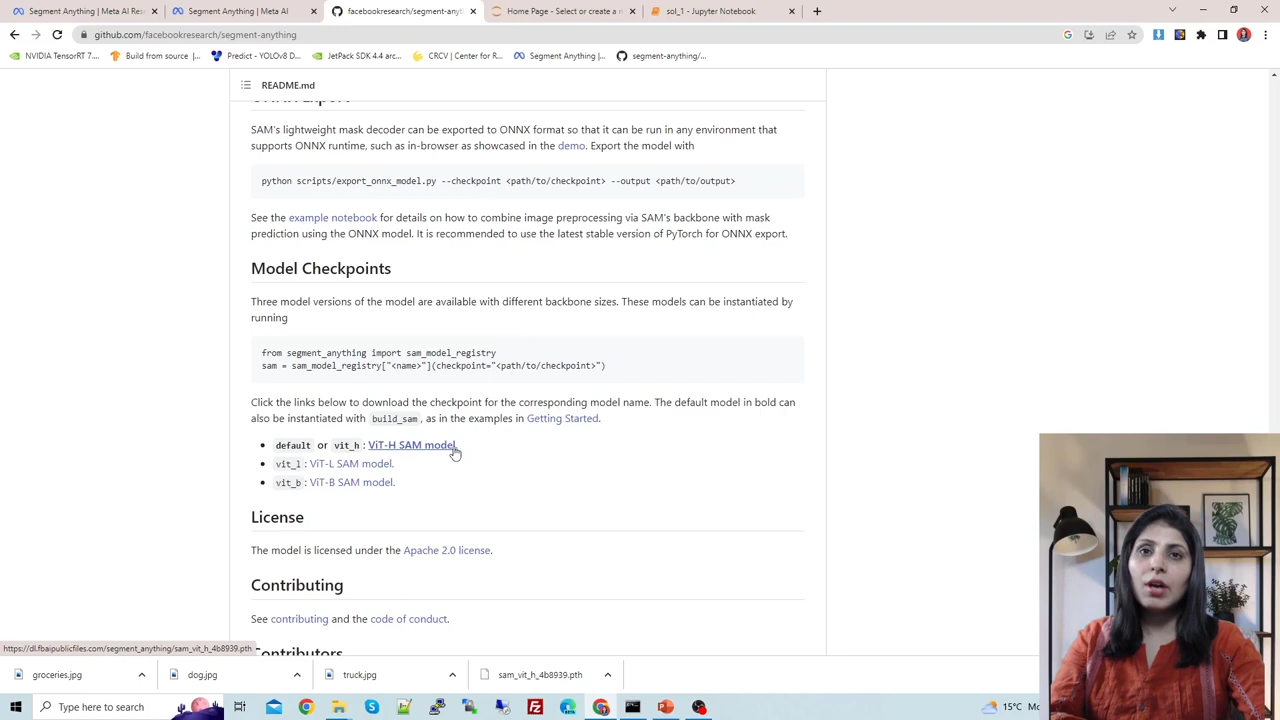 Segment Anything | Meta AI Res
Segment Anything | Meta AI
facebookresearch/segment-anyth
Home Page - Select or create a n
sol_1 - Jupyter Notebook
github.com/facebookresearch/segment-anything
NVIDIA TensorRT 7....
Build from source |...
Predict - YOLOv8 D...
JetPack SDK 4.4 arc...
CRCV | Center for R...
Segment Anything |...
segment-anything/...
README.md
ONNX Export
SAM's lightweight mask decoder can be exported to ONNX format so that it can be run in any environment that
supports ONNX runtime, such as in-browser as showcased in the demo. Export the model with
python scripts/export_onnx_model.py --checkpoint <path/to/checkpoint> --output <path/to/output>
See the example notebook for details on how to combine image preprocessing via SAM's backbone with mask
prediction using the ONNX model. It is recommended to use the latest stable version of PyTorch for ONNX export.
Model Checkpoints
Three model versions of the model are available with different backbone sizes. These models can be instantiated by
running
from segment_anything import sam_model_registry
sam = sam_model_registry["<name>"](checkpoint="<path/to/checkpoint>")
Click the links below to download the checkpoint for the corresponding model name. The default model in bold can
also be instantiated with build_sam, as in the examples in Getting Started.
default or vit_h: ViT-H SAM model.
vit_l: ViT-L SAM model.
vit_b: ViT-B SAM model.
License
The model is licensed under the Apache 2.0 license.
Contributing
See contributing and the code of conduct.
Contributors
https://dl.fbaipublicfiles.com/segment_anything/sam_vit_h_4b8939.pth
groceries.jpg
dog.jpg
truck.jpg
sam_vit_h_4b8939.pth
Type here to search
15°C